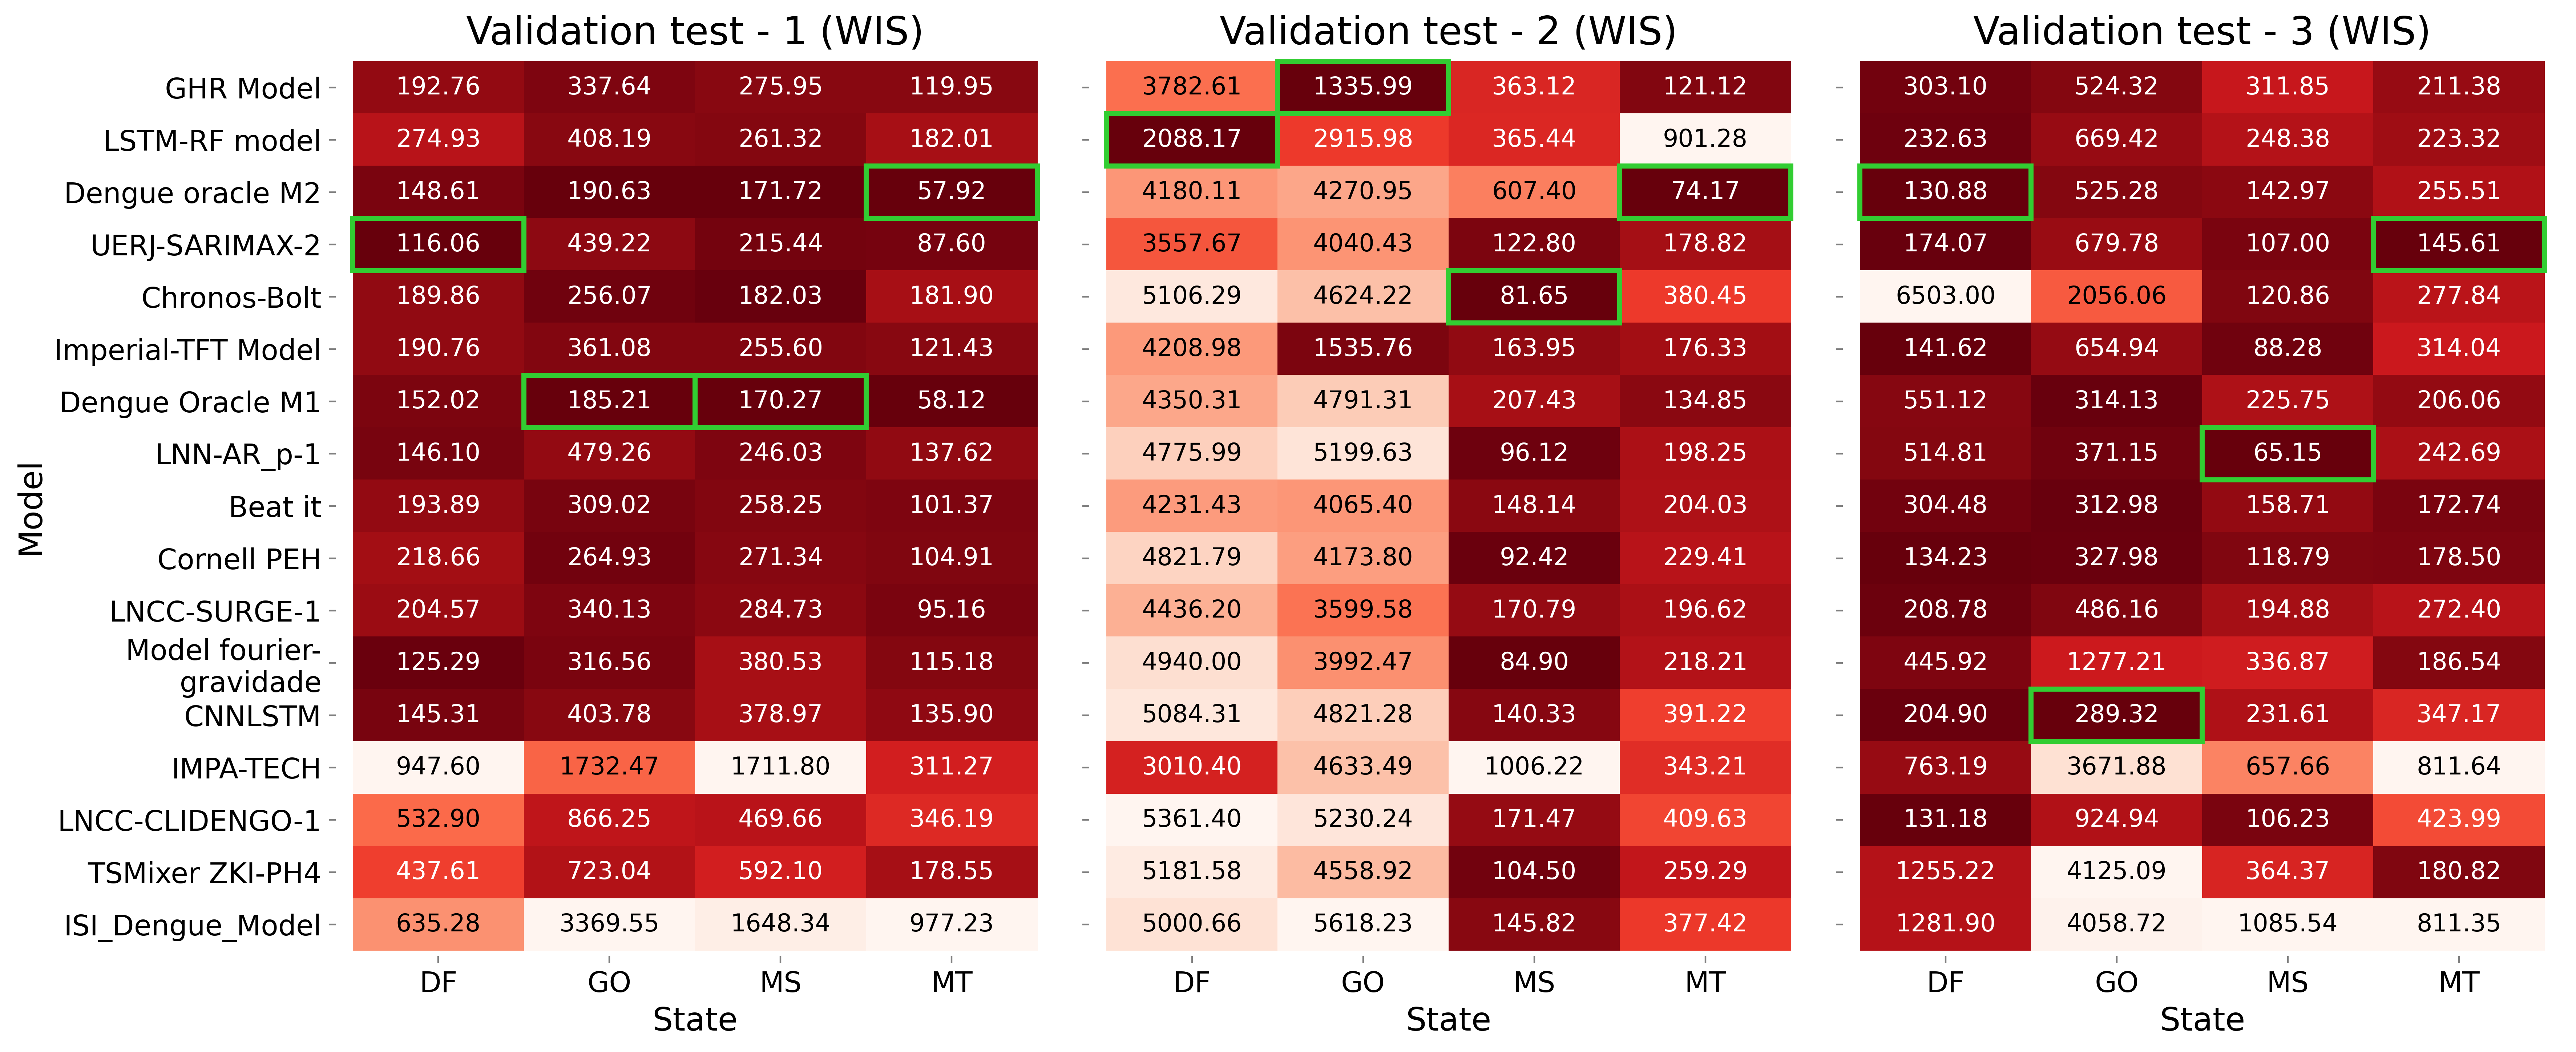 Validation test - 1 (WIS) Validation test - 2 (WIS) Validation test - 3 (WIS)
GHR Model 192.76 337.64 275.95 119.95 3782.61 1335.99 363.12 121.12 303.10 524.32 311.85 211.38
LSTM-RF model 274.93 408.19 261.32 182.01 2088.17 2915.98 365.44 901.28 232.63 669.42 248.38 223.32
Dengue oracle M2 148.61 190.63 171.72 57.92 4180.11 4270.95 607.40 74.17 130.88 525.28 142.97 255.51
UERJ-SARIMAX-2 116.06 439.22 215.44 87.60 3557.67 4040.43 122.80 178.82 174.07 679.78 107.00 145.61
Chronos-Bolt 189.86 256.07 182.03 181.90 5106.29 4624.22 81.65 380.45 6503.00 2056.06 120.86 277.84
Imperial-TFT Model 190.76 361.08 255.60 121.43 4208.98 1535.76 163.95 176.33 141.62 654.94 88.28 314.04
Dengue Oracle M1 152.02 185.21 170.27 58.12 4350.31 4791.31 207.43 134.85 551.12 314.13 225.75 206.06
LNN-AR_p-1 146.10 479.26 246.03 137.62 4775.99 5199.63 96.12 198.25 514.81 371.15 65.15 242.69
Beat it 193.89 309.02 258.25 101.37 4231.43 4065.40 148.14 204.03 304.48 312.98 158.71 172.74
Cornell PEH 218.66 264.93 271.34 104.91 4821.79 4173.80 92.42 229.41 134.23 327.98 118.79 178.50
LNCC-SURGE-1 204.57 340.13 284.73 95.16 4436.20 3599.58 170.79 196.62 208.78 486.16 194.88 272.40
Model fourier-
gravidade 125.29 316.56 380.53 115.18 4940.00 3992.47 84.90 218.21 445.92 1277.21 336.87 186.54
CNNLSTM 145.31 403.78 378.97 135.90 5084.31 4821.28 140.33 391.22 204.90 289.32 231.61 347.17
IMPA-TECH 947.60 1732.47 1711.80 311.27 3010.40 4633.49 1006.22 343.21 763.19 3671.88 657.66 811.64
LNCC-CLIDENGO-1 532.90 866.25 469.66 346.19 5361.40 5230.24 171.47 409.63 131.18 924.94 106.23 423.99
TSMixer ZKI-PH4 437.61 723.04 592.10 178.55 5181.58 4558.92 104.50 259.29 1255.22 4125.09 364.37 180.82
ISI_Dengue_Model 635.28 3369.55 1648.34 977.23 5000.66 5618.23 145.82 377.42 1281.90 4058.72 1085.54 811.35
DF GO MS MT DF GO MS MT DF GO MS MT
State State State
Model